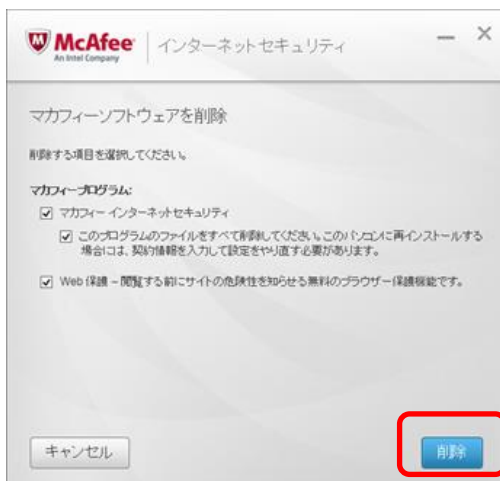 McAfee インターネットセキュリティ
An Intel Company
マカフィーソフトウェアを削除
削除する項目を選択してください。
マカフィープログラム:
マカフィー インターネットセキュリティ
このプログラムのファイルをすべて削除してください。このパソコンに再インストールする
場合には、契約情報を入力して設定をやり直す必要があります。
Web 保護 – 閲覧する前にサイトの危険性を知らせる無料のブラウザー保護機能です。
キャンセル
削除